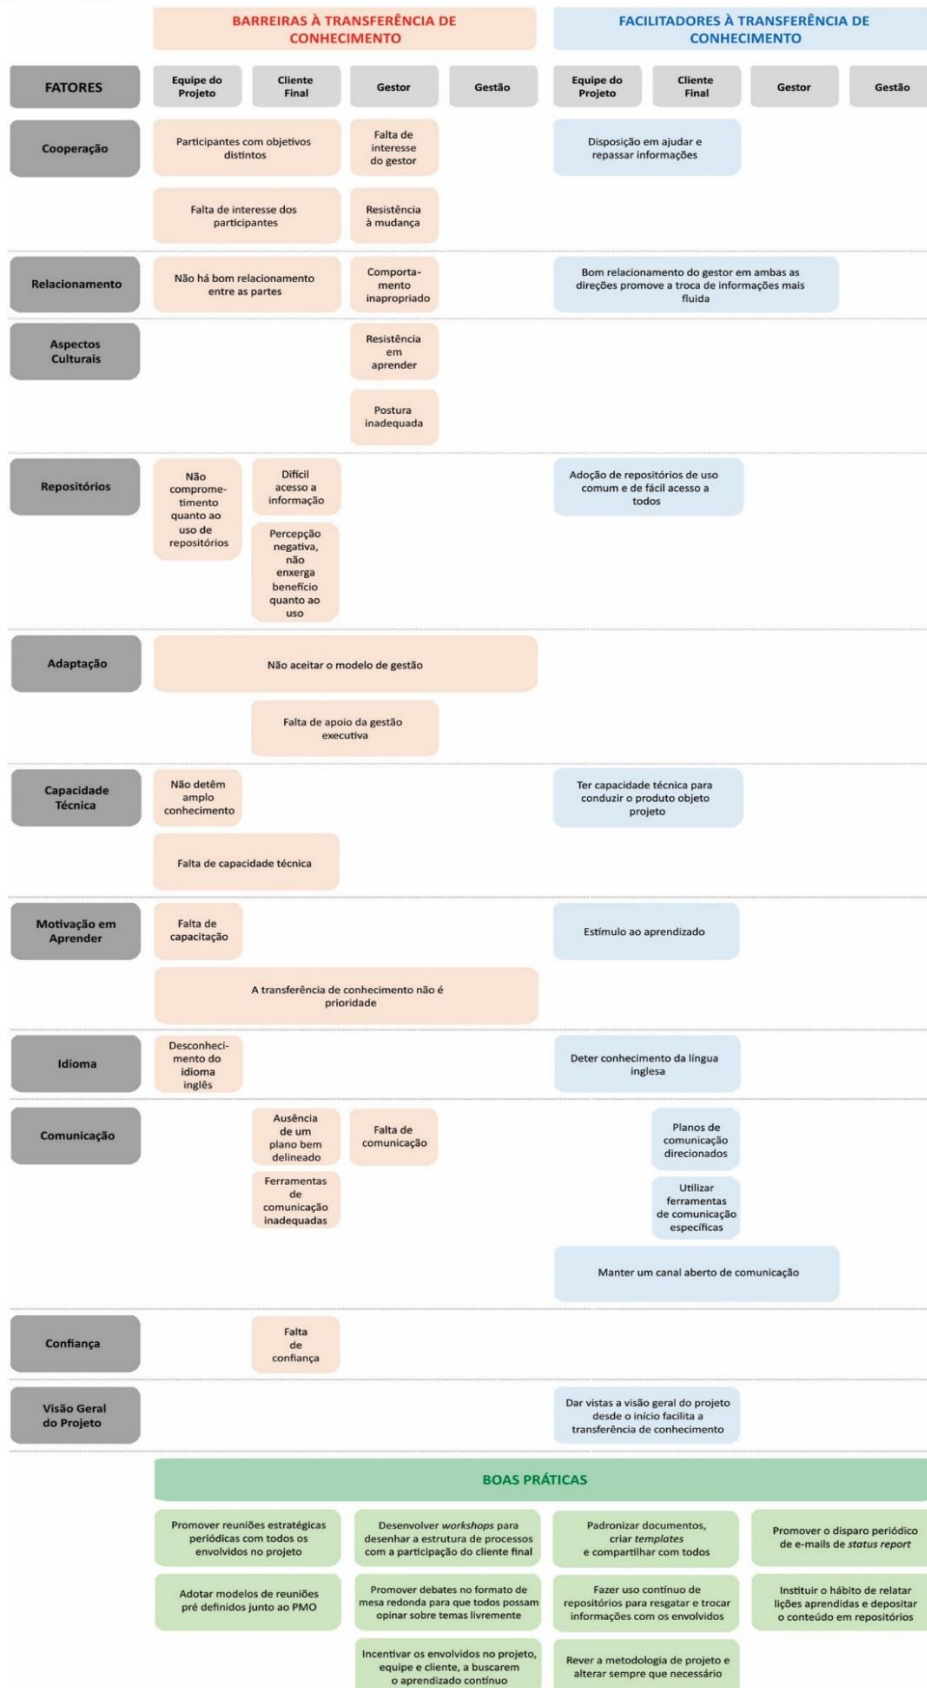 BARREIRAS À TRANSFERÊNCIA DE
CONHECIMENTO
FACILITADORES À TRANSFERÊNCIA DE
CONHECIMENTO
FATORES
Equipe do
Projeto
Cliente
Final
Gestor
Gestão
Equipe do
Projeto
Cliente
Final
Gestor
Gestão
Cooperação
Participantes com objetivos
distintos
Falta de
interesse
do gestor
Disposição em ajudar e
repassar informações
Falta de interesse dos
participantes
Resistência
à mudança
Relacionamento
Não há bom relacionamento
entre as partes
Comporta-
mento
inapropriado
Bom relacionamento do gestor em ambas as
direções promove a troca de informações mais
fluida
Aspectos
Culturais
Resistência
em
aprender
Postura
inadequada
Repositórios
Não
comprome-
timento
quanto ao
uso de
repositórios
Difícil
acesso a
informação
Percepção
negativa,
não
enxerga
benefício
quanto ao
uso
Adoção de repositórios de uso
comum e de fácil acesso a
todos
Adaptação
Não aceitar o modelo de gestão
Falta de apoio da gestão
executiva
Capacidade
Técnica
Não detêm
amplo
conhecimento
Ter capacidade técnica para
conduzir o produto objeto
projeto
Falta de capacidade técnica
Motivação em
Aprender
Falta de
capacitação
Estímulo ao aprendizado
A transferência de conhecimento não é
prioridade
Idioma
Desconheci-
mento do
idioma
inglês
Deter conhecimento da língua
inglesa
Comunicação
Ausência
de um
plano bem
delineado
Falta de
comunicação
Planos de
comunicação
direcionados
Ferramentas
de
comunicação
inadequadas
Utilizar
ferramentas
de comunicação
específicas
Manter um canal aberto de comunicação
Confiança
Falta
de
confiança
Visão Geral
do Projeto
Dar vistas a visão geral do projeto
desde o início facilita a
transferência de conhecimento
BOAS PRÁTICAS
Promover reuniões estratégicas
periódicas com todos os
envolvidos no projeto
Desenvolver workshops para
desenhar a estrutura de processos
com a participação do cliente final
Padronizar documentos,
criar templates
e compartilhar com todos
Promover o disparo periódico
de e-mails de status report
Adotar modelos de reuniões
pré definidos junto ao PMO
Promover debates no formato de
mesa redonda para que todos possam
opinar sobre temas livremente
Fazer uso contínuo de
repositórios para resgatar e trocar
informações com os envolvidos
Instituir o hábito de relatar
lições aprendidas e depositar
o conteúdo em repositórios
Incentivar os envolvidos no projeto,
equipe e cliente, a buscarem
o aprendizado contínuo
Rever a metodologia de projeto e
alterar sempre que necessário